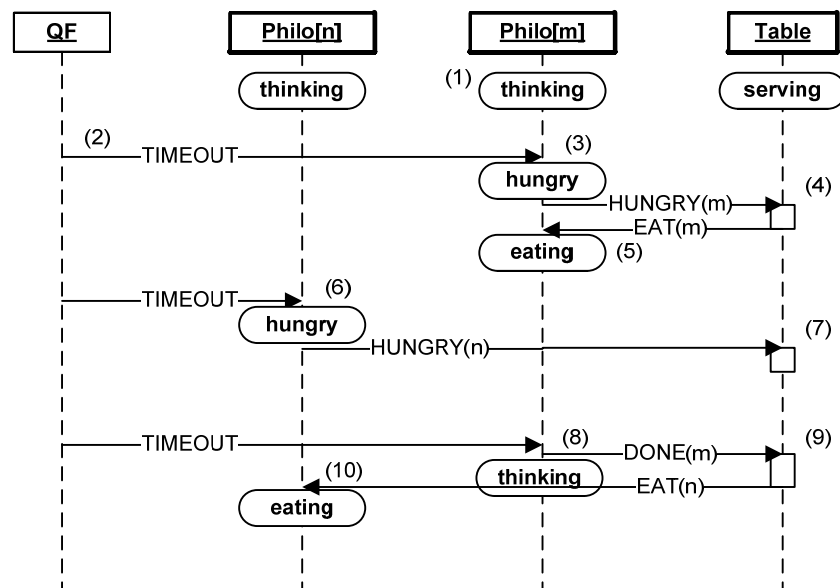 QF Philo[n] Philo[m] Table
thinking (1) thinking serving
(2) TIMEOUT (3)
hungry (4)
HUNGRY(m)
EAT(m)
eating (5)
TIMEOUT (6)
hungry (7)
HUNGRY(n)
TIMEOUT (8) DONE(m) (9)
(10) thinking EAT(n)
eating